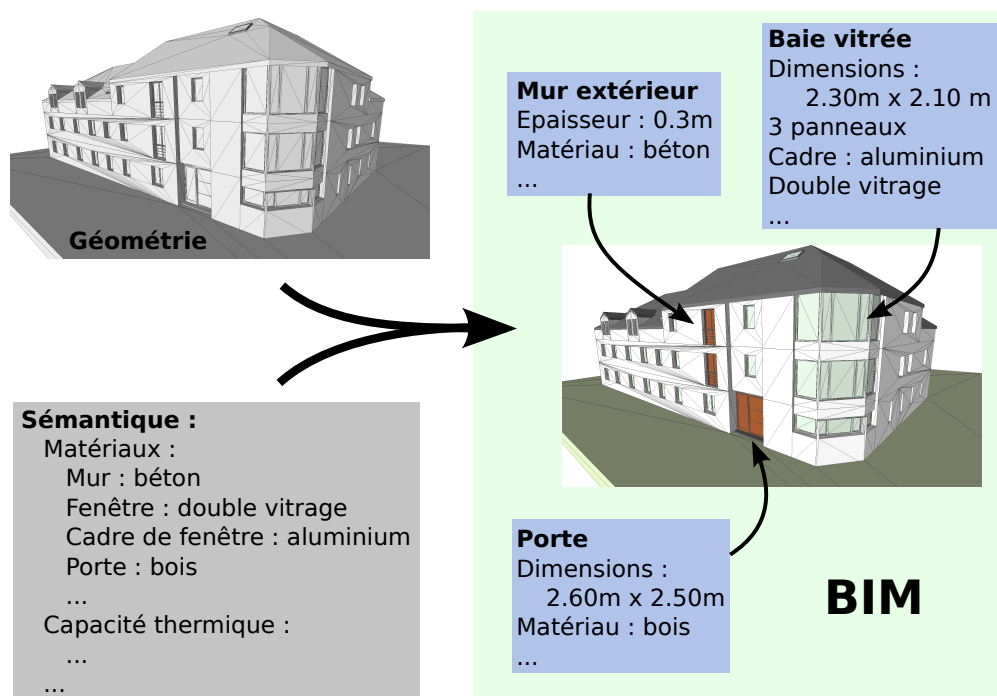 Géométrie
Sémantique :
Matériaux :
Mur : béton
Fenêtre : double vitrage
Cadre de fenêtre : aluminium
Porte : bois
...
Capacité thermique :
...
...
Mur extérieur
Epaisseur : 0.3m
Matériau : béton
...
Baie vitrée
Dimensions :
2.30m x 2.10 m
3 panneaux
Cadre : aluminium
Double vitrage
...
Porte
Dimensions :
2.60m x 2.50m
Matériau : bois
...
BIM